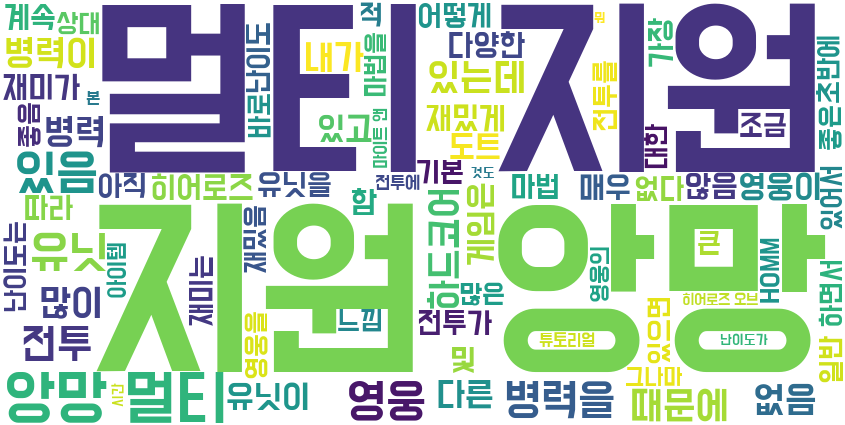 멀티 지원
지원 앙망
계속
상대
적
어떻게
뭔
병력이
바로
난이도
내가
마법을
다양한
전투를
가장
좋은
초반에
재미가
본
있는데
재밌게
조금
좋음
병력
있고
마이트 앤
도트
대한
있음
아직
히어로즈
유닛을
전투에
기본
것도
마법
매우
없다
않음
영웅이
있어서
따라
함
유닛
난이도는
아이템
재밌음
하드코어
게임은
영웅의
큰
HOMM
하면서
많이
재미는
많은
히어로즈 오브
전투
느낌
전투가
튜토리얼
있으면
난이도가
영웅을
및
일반
그나마
앙망
시간
멀티
유닛이
영웅
다른
병력을
때문에
없음